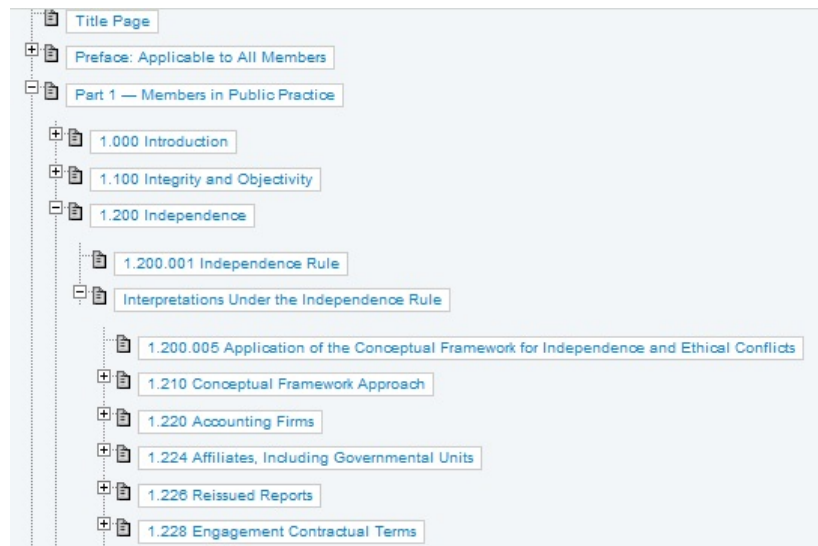 Title Page
Preface: Applicable to All Members
Part 1 — Members in Public Practice
1.000 Introduction
1.100 Integrity and Objectivity
1.200 Independence
1.200.001 Independence Rule
Interpretations Under the Independence Rule
1.200.005 Application of the Conceptual Framework for Independence and Ethical Conflicts
1.210 Conceptual Framework Approach
1.220 Accounting Firms
1.224 Affiliates, Including Governmental Units
1.226 Reissued Reports
1.228 Engagement Contractual Terms